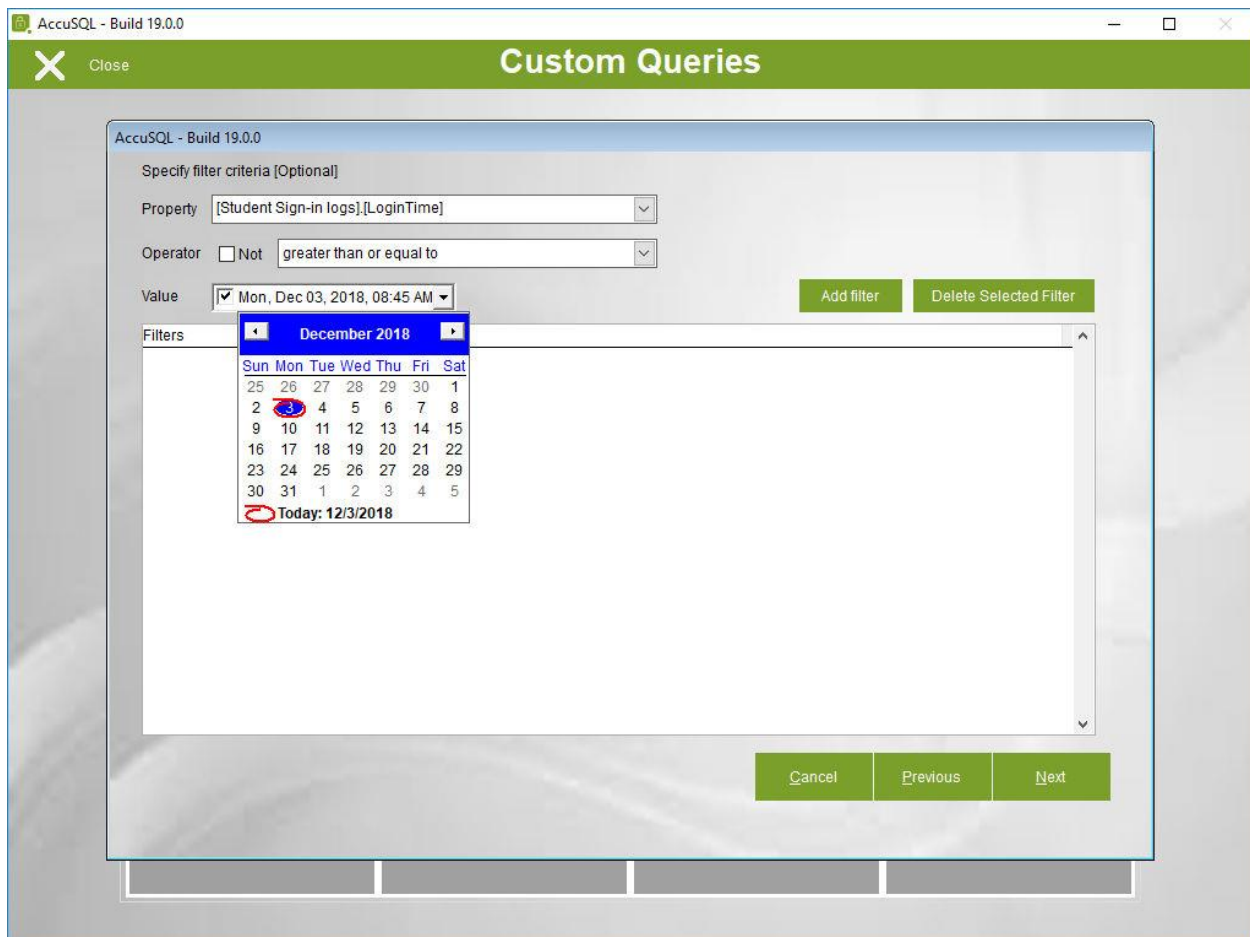 AccuSQL - Build 19.0.0
Close
Custom Queries
AccuSQL - Build 19.0.0
Specify filter criteria [Optional]
Property [Student Sign-in logs].[LoginTime]
Operator Not greater than or equal to
Value Mon, Dec 03, 2018, 08:45 AM Add filter Delete Selected Filter
Filters
December 2018
Sun Mon Tue Wed Thu Fri Sat
25 26 27 28 29 30 1
2 3 4 5 6 7 8
9 10 11 12 13 14 15
16 17 18 19 20 21 22
23 24 25 26 27 28 29
30 31 1 2 3 4 5
Today: 12/3/2018
Cancel Previous Next